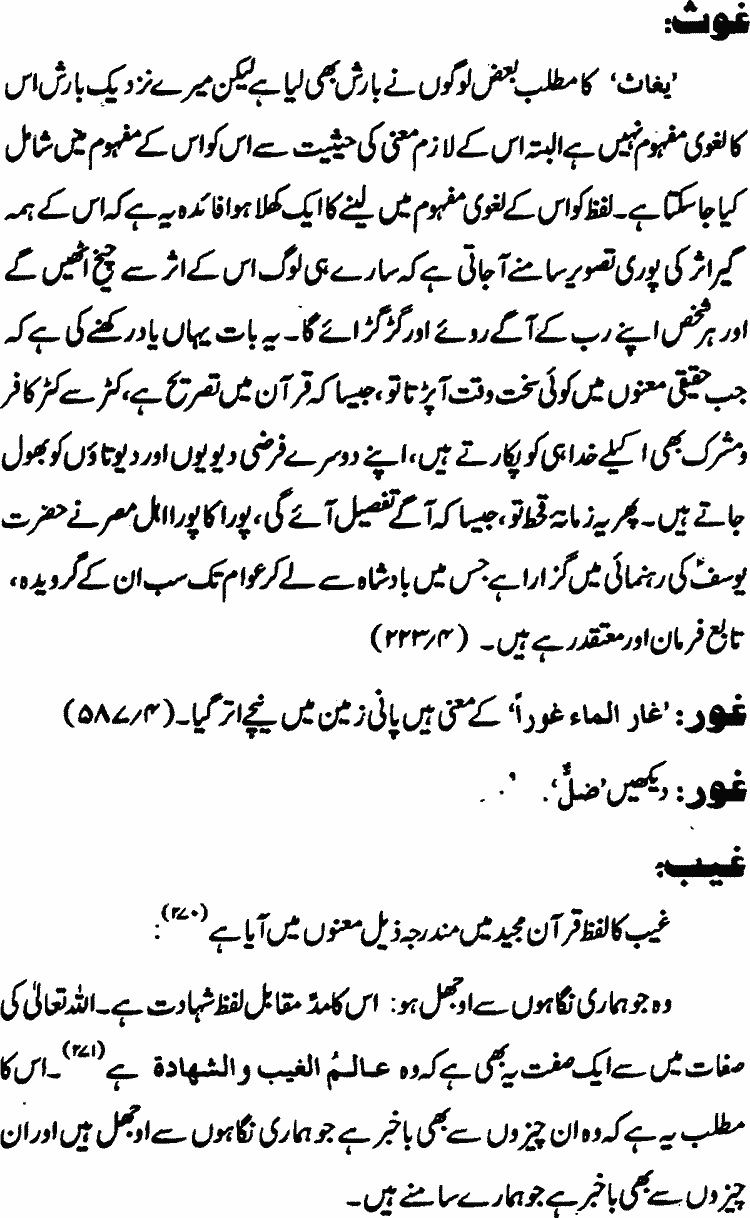 غوث:
’یغاث‘ کا مطلب بعض لوگوں نے بارش بھی لیا ہے لیکن میرے نزدیک بارش اس
کا لغوی مفہوم نہیں ہے البتہ اس کے لازم معنی کی حیثیت سے اس کو اس کے مفہوم میں شامل
کیا جا سکتا ہے۔ لفظ کو اس کے لغوی مفہوم میں لینے کا ایک کھلا ہوا فائدہ یہ ہے کہ اس کے ہمہ
گیر اثر کی پوری تصویر سامنے آ جاتی ہے کہ سارے ہی لوگ اس کے اثر سے چیخ اٹھیں گے
اور ہر شخص اپنے رب کے آگے روئے اور گڑگڑائے گا۔ یہ بات یہاں یاد رکھنے کی ہے کہ
جب حقیقی معنوں میں کوئی سخت وقت آ پڑتا تو، جیسا کہ قرآن میں تصریح ہے، کٹر سے کٹر کافر
و مشرک بھی اکیلے خدا ہی کو پکارتے ہیں، اپنے دوسرے فرضی دیویوں اور دیوتاؤں کو بھول
جاتے ہیں۔ پھر یہ زمانۂ قحط تو، جیسا کہ آگے تفصیل آئے گی، پورا کا پورا اہل مصر نے حضرت
یوسفؑ کی رہنمائی میں گزارا ہے جس میں بادشاہ سے لے کر عوام تک سب ان کے گرویدہ،
تابع فرمان اور معتقد رہے ہیں۔ (۲۲۳/۴)
غور: ’غار الماء غوراً‘ کے معنی ہیں پانی زمین میں نیچے اتر گیا۔ (۵۸۷/۴)
غور: دیکھیں ’ضلٌّ‘.
غیب:
غیب کا لفظ قرآن مجید میں مندرجہ ذیل معنوں میں آیا ہے (۲۷۰):
وہ جو ہماری نگاہوں سے اوجھل ہو: اس کا مدِّ مقابل لفظ شہادت ہے۔ اللہ تعالیٰ کی
صفات میں سے ایک صفت یہ بھی ہے کہ وہ عالمُ الغیب والشھادة ہے (۲۷۱)۔ اس کا
مطلب یہ ہے کہ وہ ان چیزوں سے بھی باخبر ہے جو ہماری نگاہوں سے اوجھل ہیں اور ان
چیزوں سے بھی باخبر ہے جو ہمارے سامنے ہیں۔